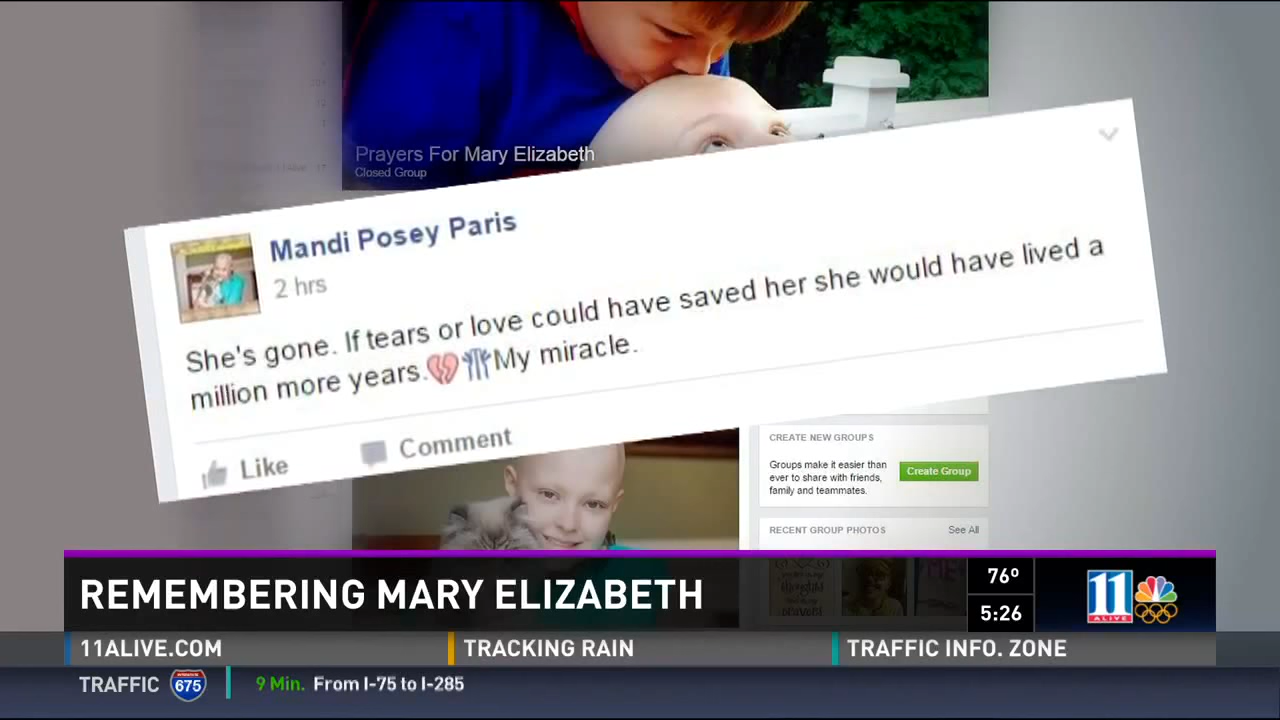 Prayers For Mary Elizabeth
Closed Group
Mandi Posey Paris
2 hrs
She's gone. If tears or love could have saved her she would have lived a
million more years. My miracle.
Like
Comment
CREATE NEW GROUPS
Groups make it easier than
ever to share with friends,
family and teammates.
Create Group
RECENT GROUP PHOTOS
See All
REMEMBERING MARY ELIZABETH
76°
5:26
11
ALIVE
11ALIVE.COM
TRACKING RAIN
TRAFFIC INFO. ZONE
TRAFFIC
675
9 Min. From I-75 to I-285